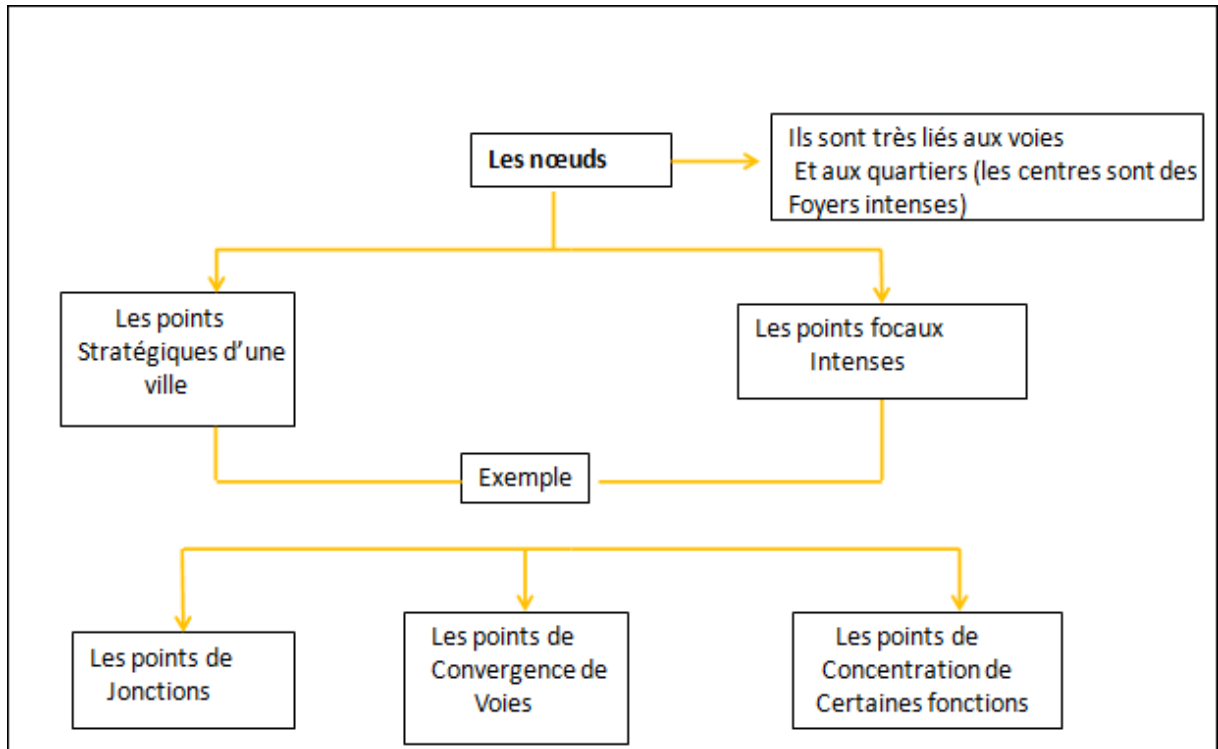 Les nœuds
Ils sont très liés aux voies
Et aux quartiers (les centres sont des
Foyers intenses)
Les points
Stratégiques d’une
ville
Les points focaux
Intenses
Exemple
Les points de
Jonctions
Les points de
Convergence de
Voies
Les points de
Concentration de
Certaines fonctions